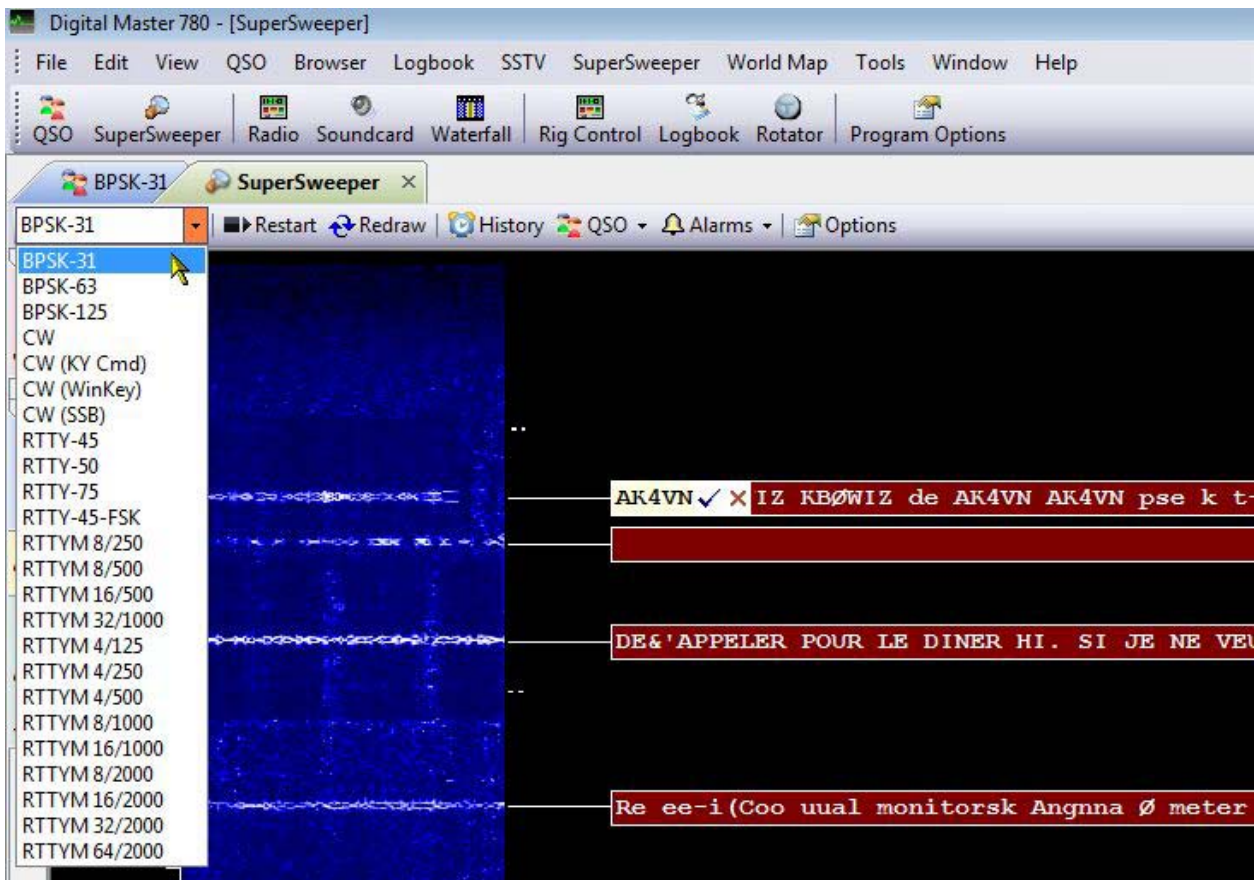 Digital Master 780 - [SuperSweeper]
File Edit View QSO Browser Logbook SSTV SuperSweeper World Map Tools Window Help
QSO SuperSweeper Radio Soundcard Waterfall Rig Control Logbook Rotator Program Options
BPSK-31 SuperSweeper
BPSK-31 Restart Redraw History QSO Alarms Options
BPSK-31
BPSK-63
BPSK-125
CW
CW (KY Cmd)
CW (WinKey)
CW (SSB)
RTTY-45
RTTY-50
RTTY-75
RTTY-45-FSK
RTTYM 8/250
RTTYM 8/500
RTTYM 16/500
RTTYM 32/1000
RTTYM 4/125
RTTYM 4/250
RTTYM 4/500
RTTYM 8/1000
RTTYM 16/1000
RTTYM 8/2000
RTTYM 16/2000
RTTYM 32/2000
RTTYM 64/2000
AK4VN IZ KBØWIZ de AK4VN AK4VN pse k t-
DE&'APPELER POUR LE DINER HI. SI JE NE VEU
Re ee-i(Coo uual monitorsk Angnna Ø meter